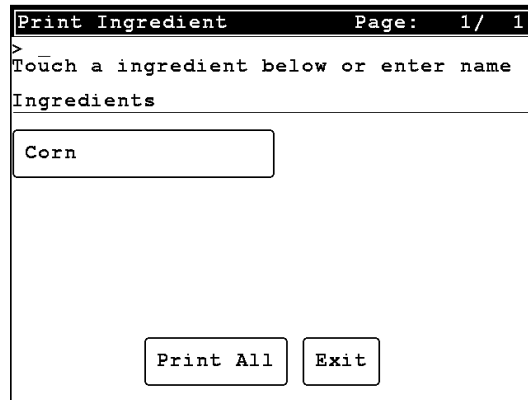 Print Ingredient Page: 1/ 1
> _
Touch a ingredient below or enter name
Ingredients
Corn
Print All Exit